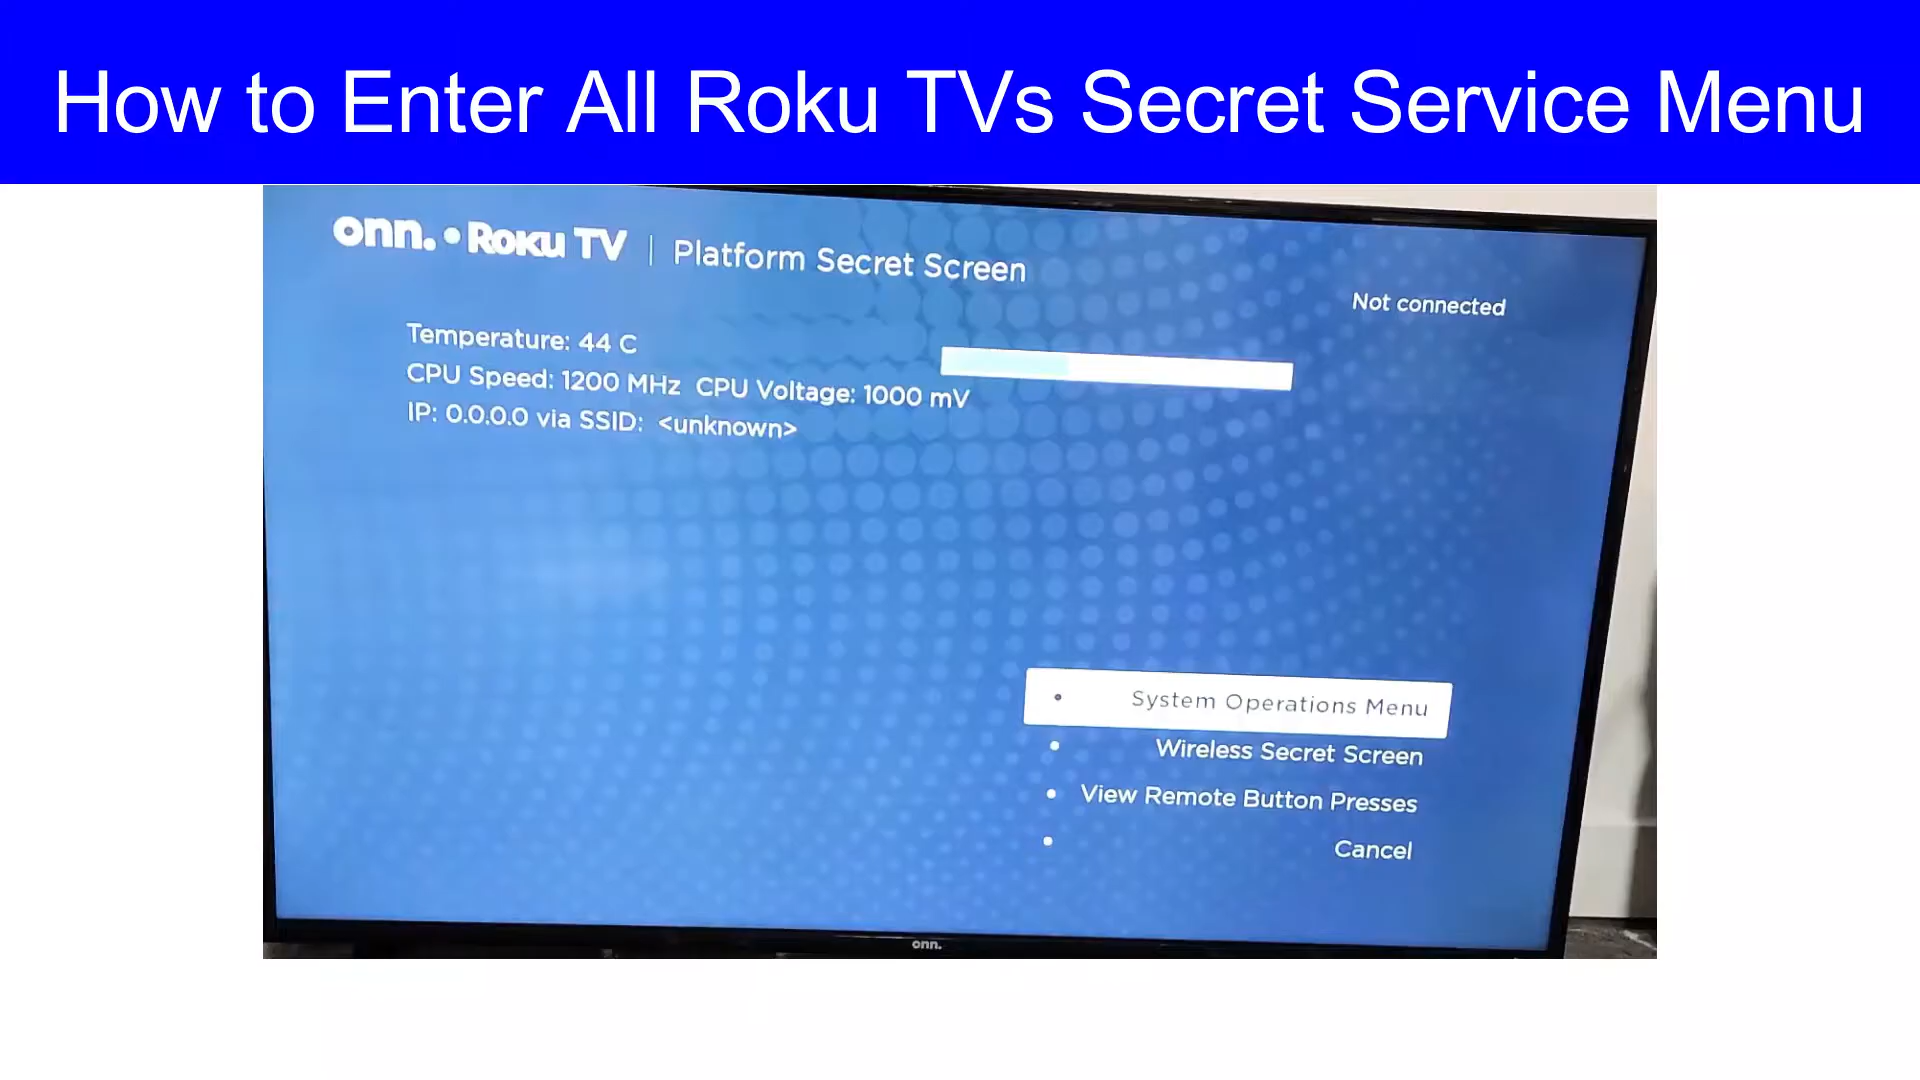 How to Enter All Roku TVs Secret Service Menu
onn. • Roku TV | Platform Secret Screen
Not connected
Temperature: 44 C
CPU Speed: 1200 MHz CPU Voltage: 1000 mV
IP: 0.0.0.0 via SSID: <unknown>
• System Operations Menu
• Wireless Secret Screen
• View Remote Button Presses
• Cancel
onn.